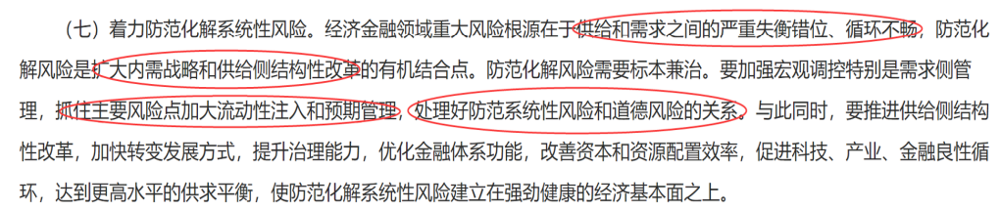 （七）着力防范化解系统性风险。经济金融领域重大风险根源在于供给和需求之间的严重失衡错位、循环不畅，防范化
解风险是扩大内需战略和供给侧结构性改革的有机结合点。防范化解风险需要标本兼治。要加强宏观调控特别是需求侧管
理，抓住主要风险点加大流动性注入和预期管理，处理好防范系统性风险和道德风险的关系。与此同时，要推进供给侧结构
性改革，加快转变发展方式，提升治理能力，优化金融体系功能，改善资本和资源配置效率，促进科技、产业、金融良性循
环，达到更高水平的供求平衡，使防范化解系统性风险建立在强劲健康的经济基本面之上。